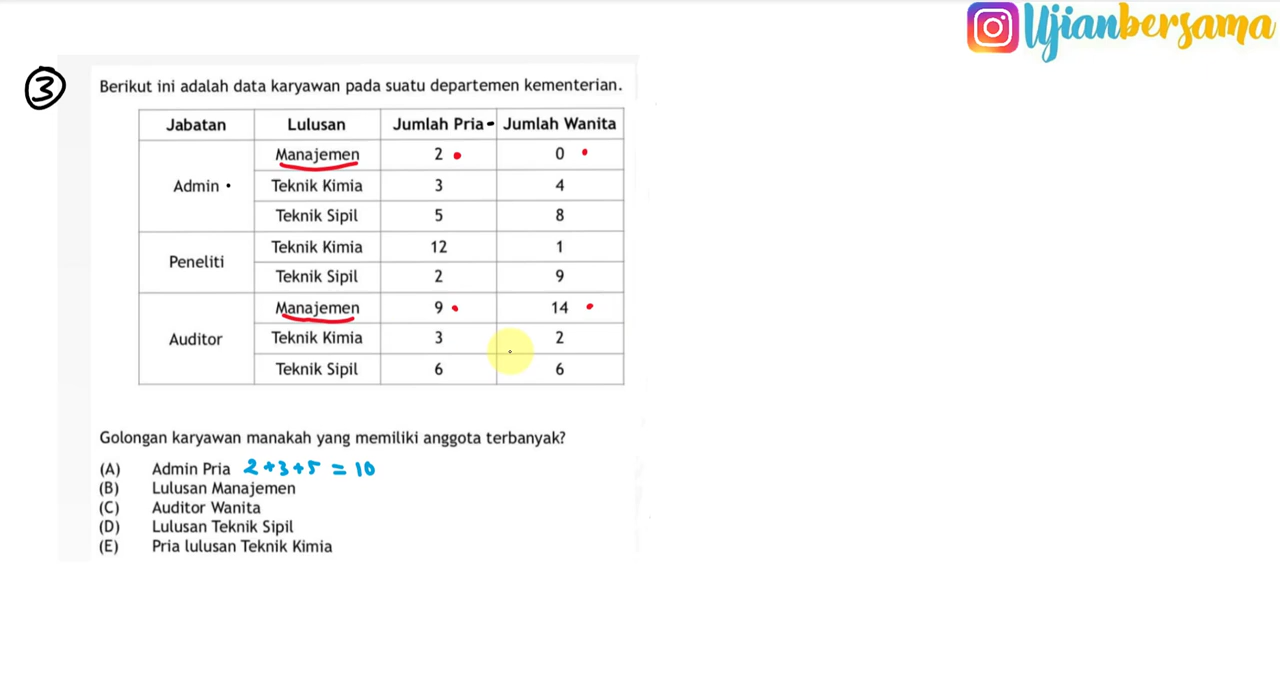 Ujianbersama
3
Berikut ini adalah data karyawan pada suatu departemen kementerian.
Jabatan Lulusan Jumlah Pria Jumlah Wanita
Admin
Manajemen 2 0
Teknik Kimia 3 4
Teknik Sipil 5 8
Peneliti
Teknik Kimia 12 1
Teknik Sipil 2 9
Auditor
Manajemen 9 14
Teknik Kimia 3 2
Teknik Sipil 6 6
Golongan karyawan manakah yang memiliki anggota terbanyak?
(A) Admin Pria 2+3+5 = 10
(B) Lulusan Manajemen
(C) Auditor Wanita
(D) Lulusan Teknik Sipil
(E) Pria lulusan Teknik Kimia